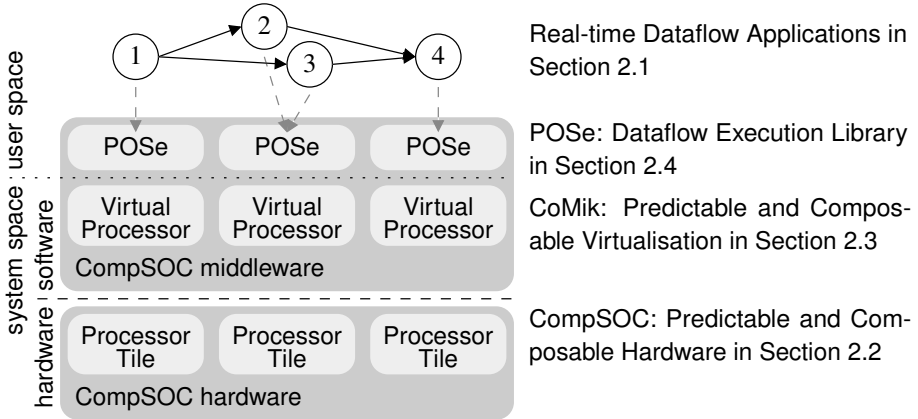 1
2
3
4
Real-time Dataflow Applications in
Section 2.1
user space
POSe
POSe
POSe
POSe: Dataflow Execution Library
in Section 2.4
system space
software
Virtual
Processor
Virtual
Processor
Virtual
Processor
CompSOC middleware
CoMik: Predictable and Compos-
able Virtualisation in Section 2.3
hardware
Processor
Tile
Processor
Tile
Processor
Tile
CompSOC hardware
CompSOC: Predictable and Com-
posable Hardware in Section 2.2